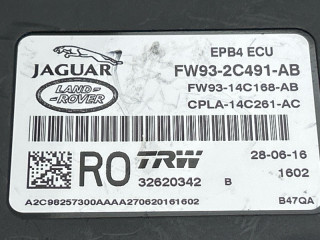 EPB4 ECU
JAGUAR
FW93-2C491-AB
LAND-
ROVER
FW93-14C168-AB
CPLA-14C261-AC
RO
TRW
28-06-16
32620342 B 1602
A2C98257300AAAA270620161602 B47QA